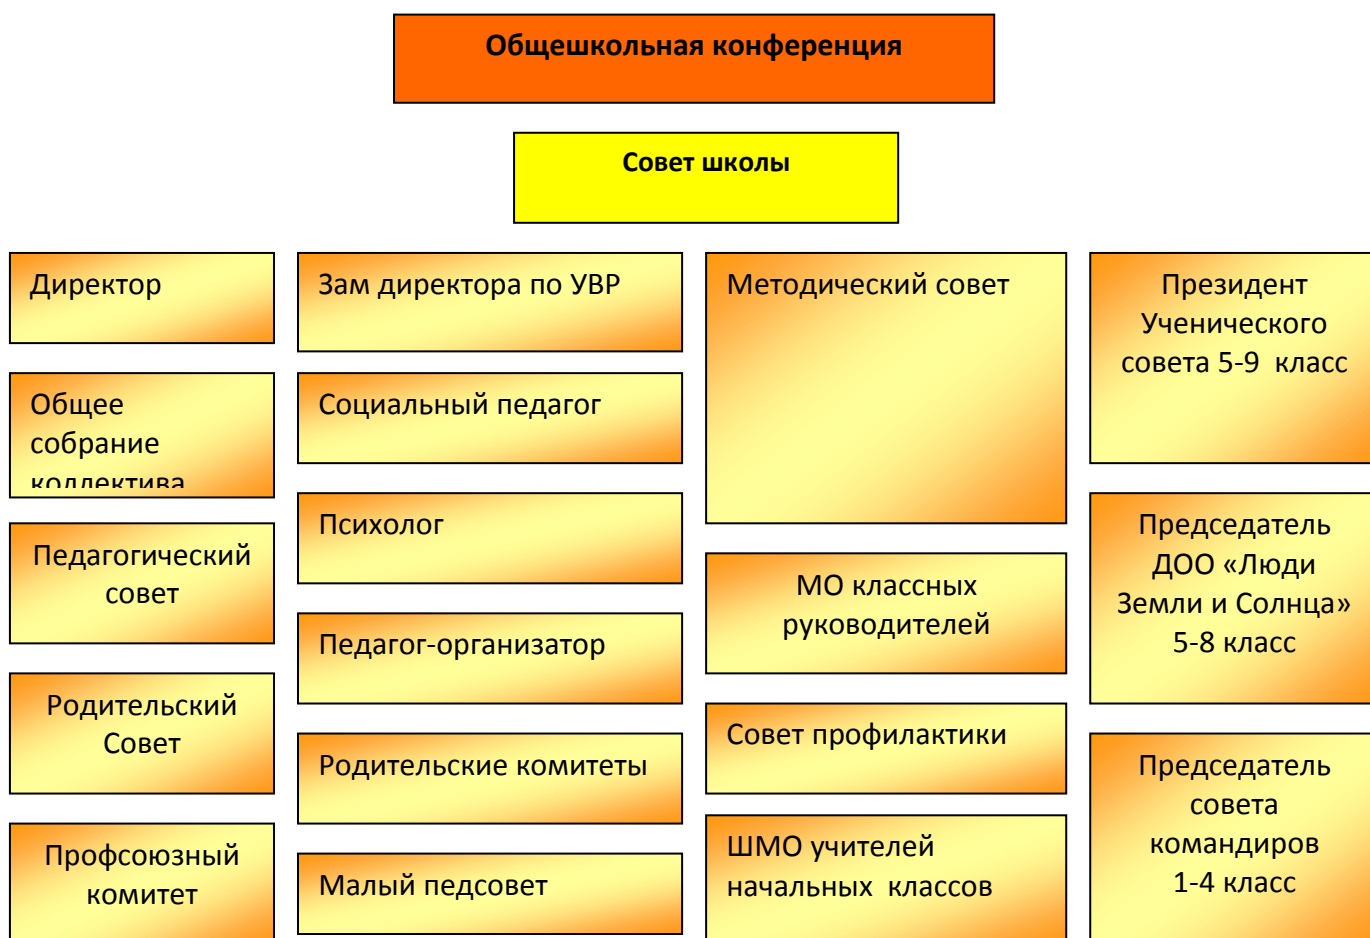 Общешкольная конференция
Совет школы
Директор
Общее
собрание
коллектива
Педагогический
совет
Родительский
Совет
Профсоюзный
комитет
Зам директора по УВР
Социальный педагог
Психолог
Педагог-организатор
Родительские комитеты
Малый педсовет
Методический совет
МО классных
руководителей
Совет профилактики
ШМО учителей
начальных классов
Президент
Ученического
совета 5-9 класс
Председатель
ДОО «Люди
Земли и Солнца»
5-8 класс
Председатель
совета
командиров
1-4 класс